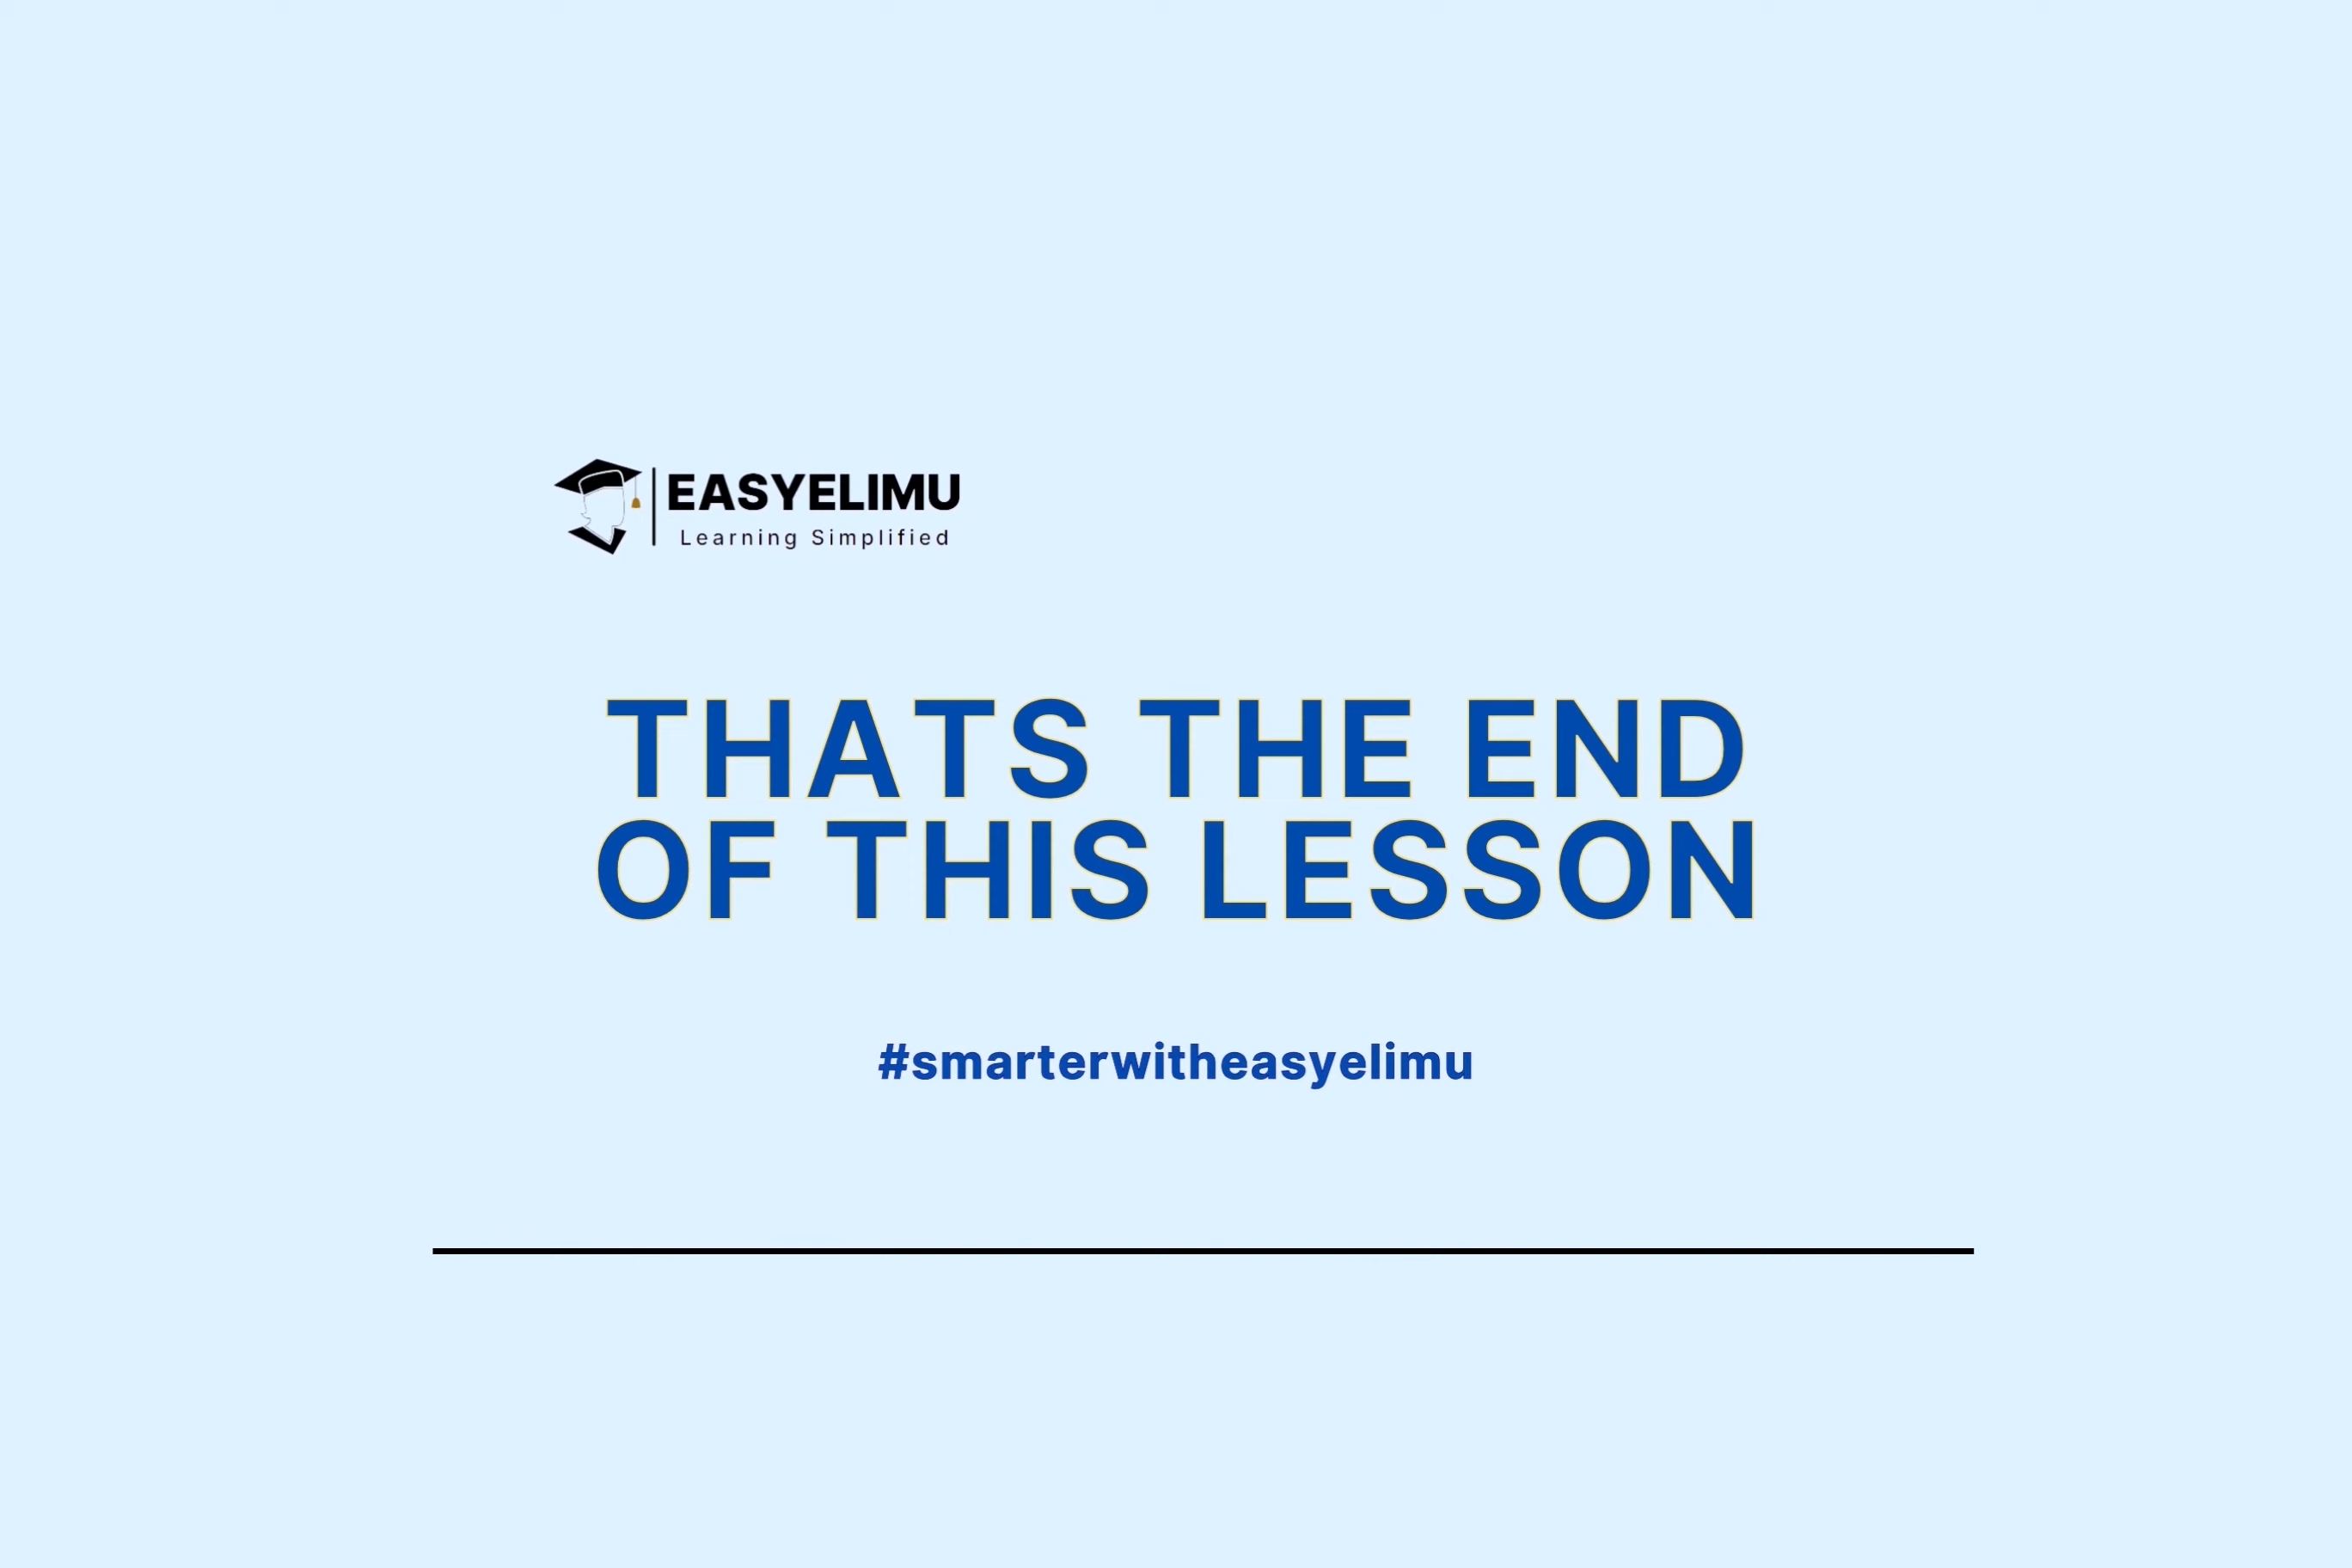 EASYELIMU
Learning Simplified
THATS THE END
OF THIS LESSON
#smarterwitheasyelimu